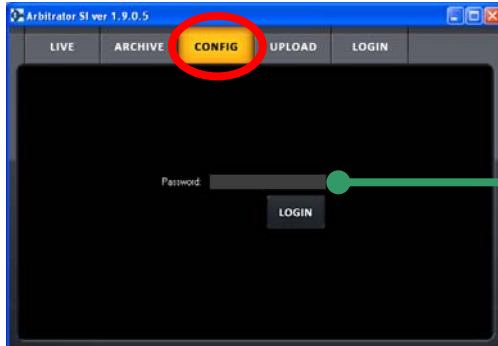 Arbitrator SI ver 1.9.0.5
LIVE ARCHIVE CONFIG UPLOAD LOGIN
Password:
LOGIN